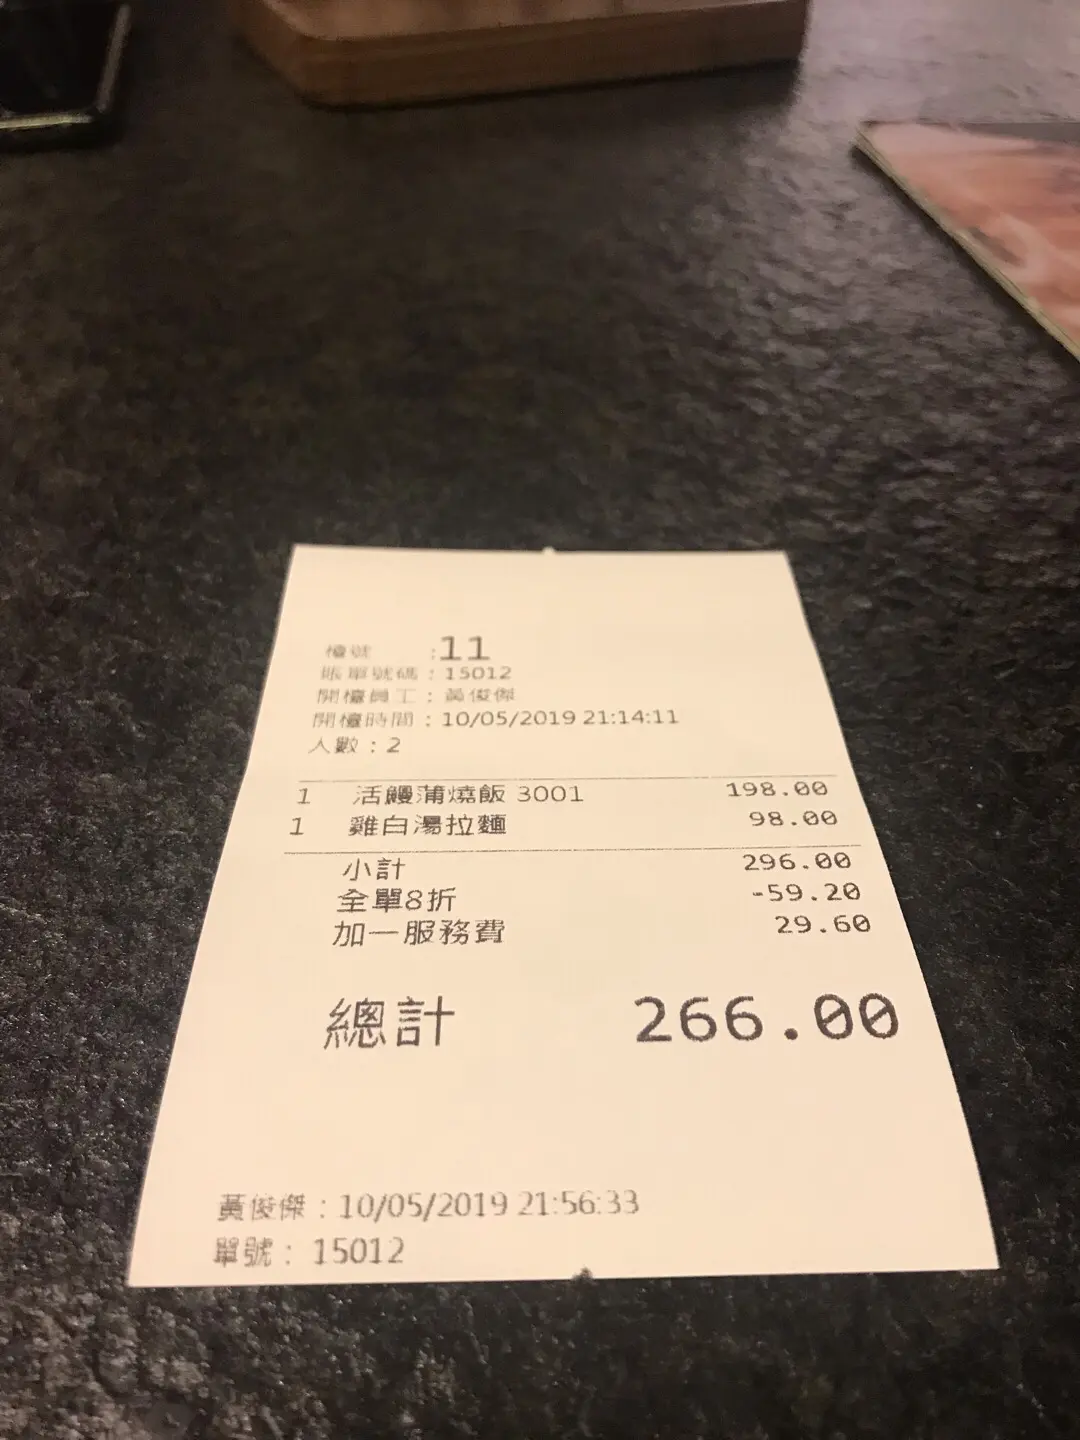 檯號 :11
賬單號碼 : 15012
開檯員工 : 黃俊傑
開檯時間 : 10/05/2019 21:14:11
人數 : 2
1 活鰻蒲燒飯 3001 198.00
1 雞白湯拉麵 98.00
小計 296.00
全單8折 -59.20
加一服務費 29.60
總計 266.00
黃俊傑 : 10/05/2019 21:56:33
單號 : 15012